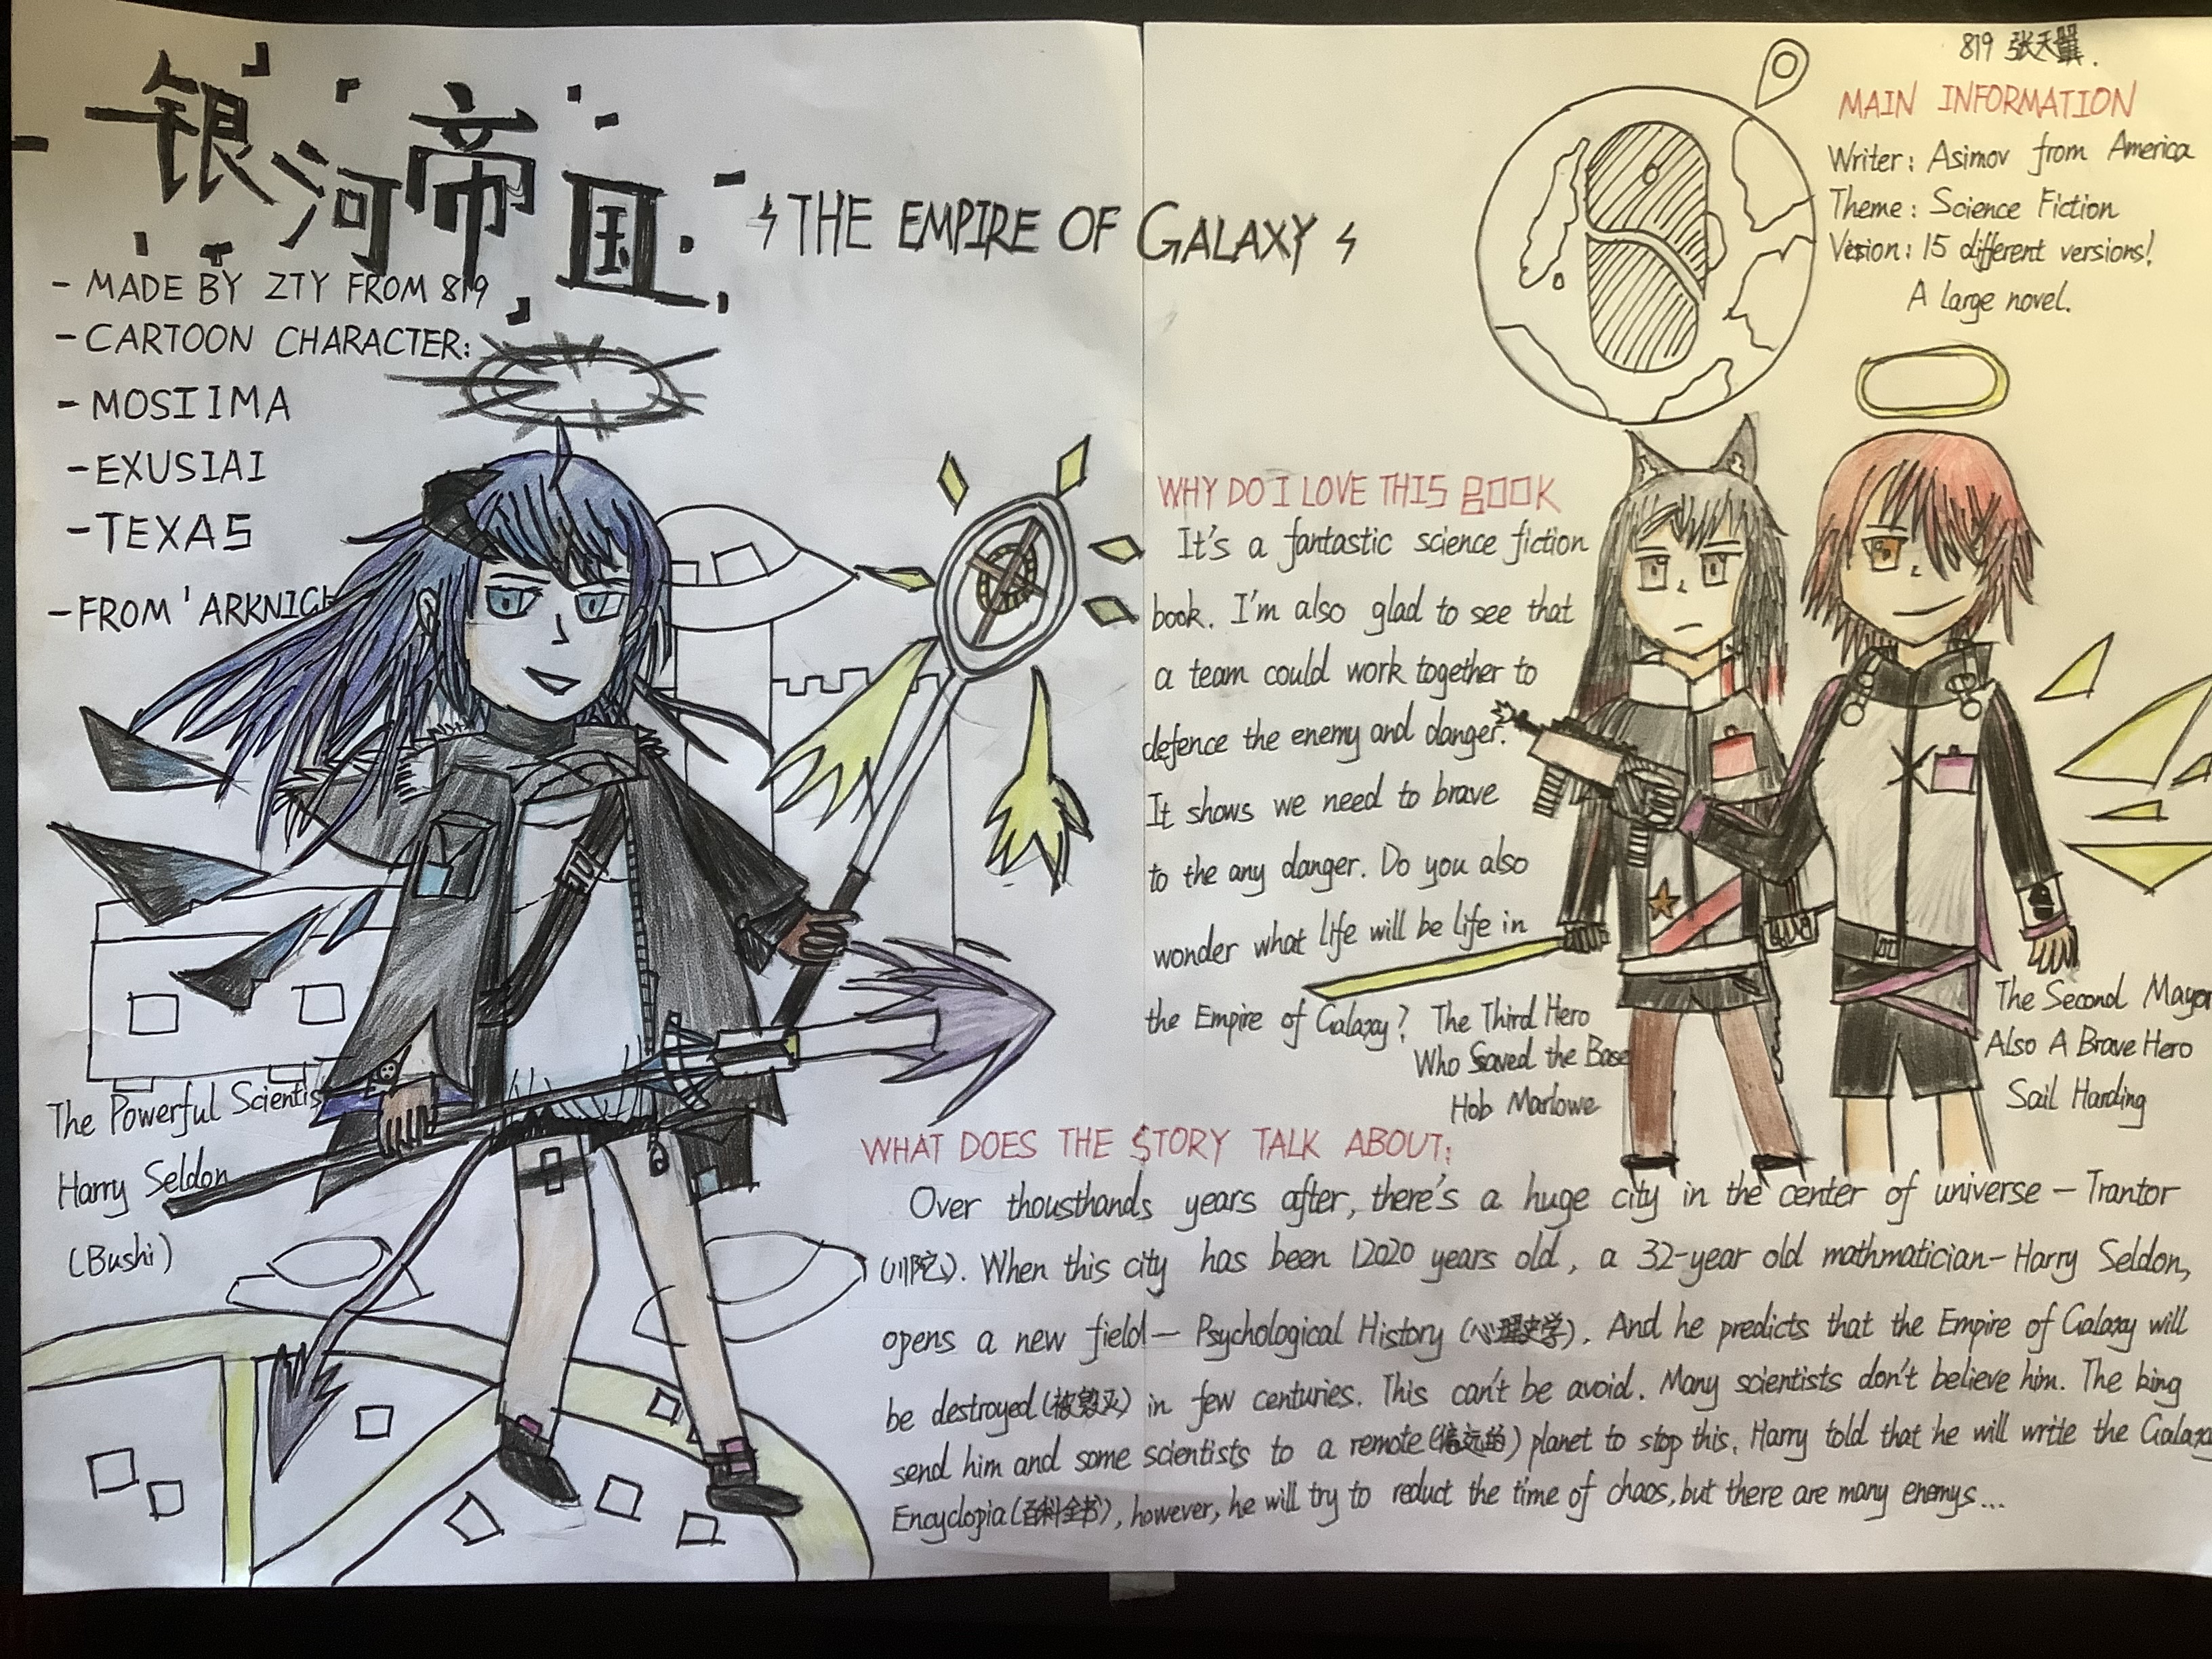 银河帝国
THE EMPIRE OF GALAXY
- MADE BY ZTY FROM 819
- CARTOON CHARACTER:
- MOSTIMA
- EXUSIAI
- TEXAS
- FROM 'ARKNIGH
819 张天翼.
MAIN INFORMATION
Writer: Asimov from America
Theme: Science Fiction
Vesion: 15 different versions!
A large novel.
WHY DO I LOVE THIS BOOK
It's a fantastic science fiction
book. I'm also glad to see that
a team could work together to
defence the enemy and danger.
It shows we need to brave
to the any danger. Do you also
wonder what life will be life in
the Empire of Galaxy?
The Third Hero
Who Saved the Base
Hob Marlowe
The Second Mayor
Also A Brave Hero
Sail Harding
The Powerful Scientis
Harry Seldon
(Bushi)
WHAT DOES THE STORY TALK ABOUT:
Over thousthands years after, there's a huge city in the center of universe — Trantor
(川陀). When this city has been 12020 years old, a 32-year old mathmatician- Harry Seldon,
opens a new field— Psychological History (心理史学). And he predicts that the Empire of Galaxy will
be destroyed (被毁灭) in few centuries. This can't be avoid. Many scientists don't believe him. The king
send him and some scientists to a remote (偏远的) planet to stop this. Harry told that he will write the Galaxy
Encyclopia (百科全书), however, he will try to reduct the time of chaos, but there are many enemys...